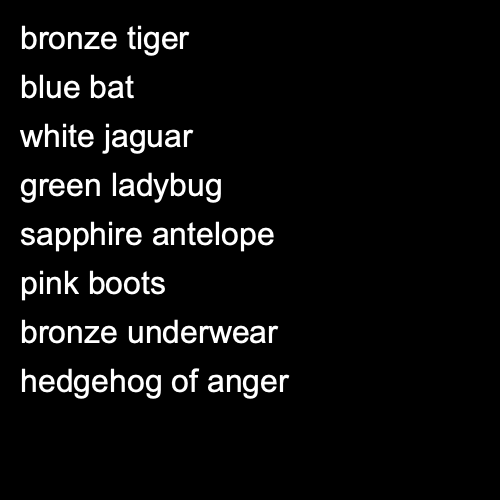 bronze tiger
blue bat
white jaguar
green ladybug
sapphire antelope
pink boots
bronze underwear
hedgehog of anger